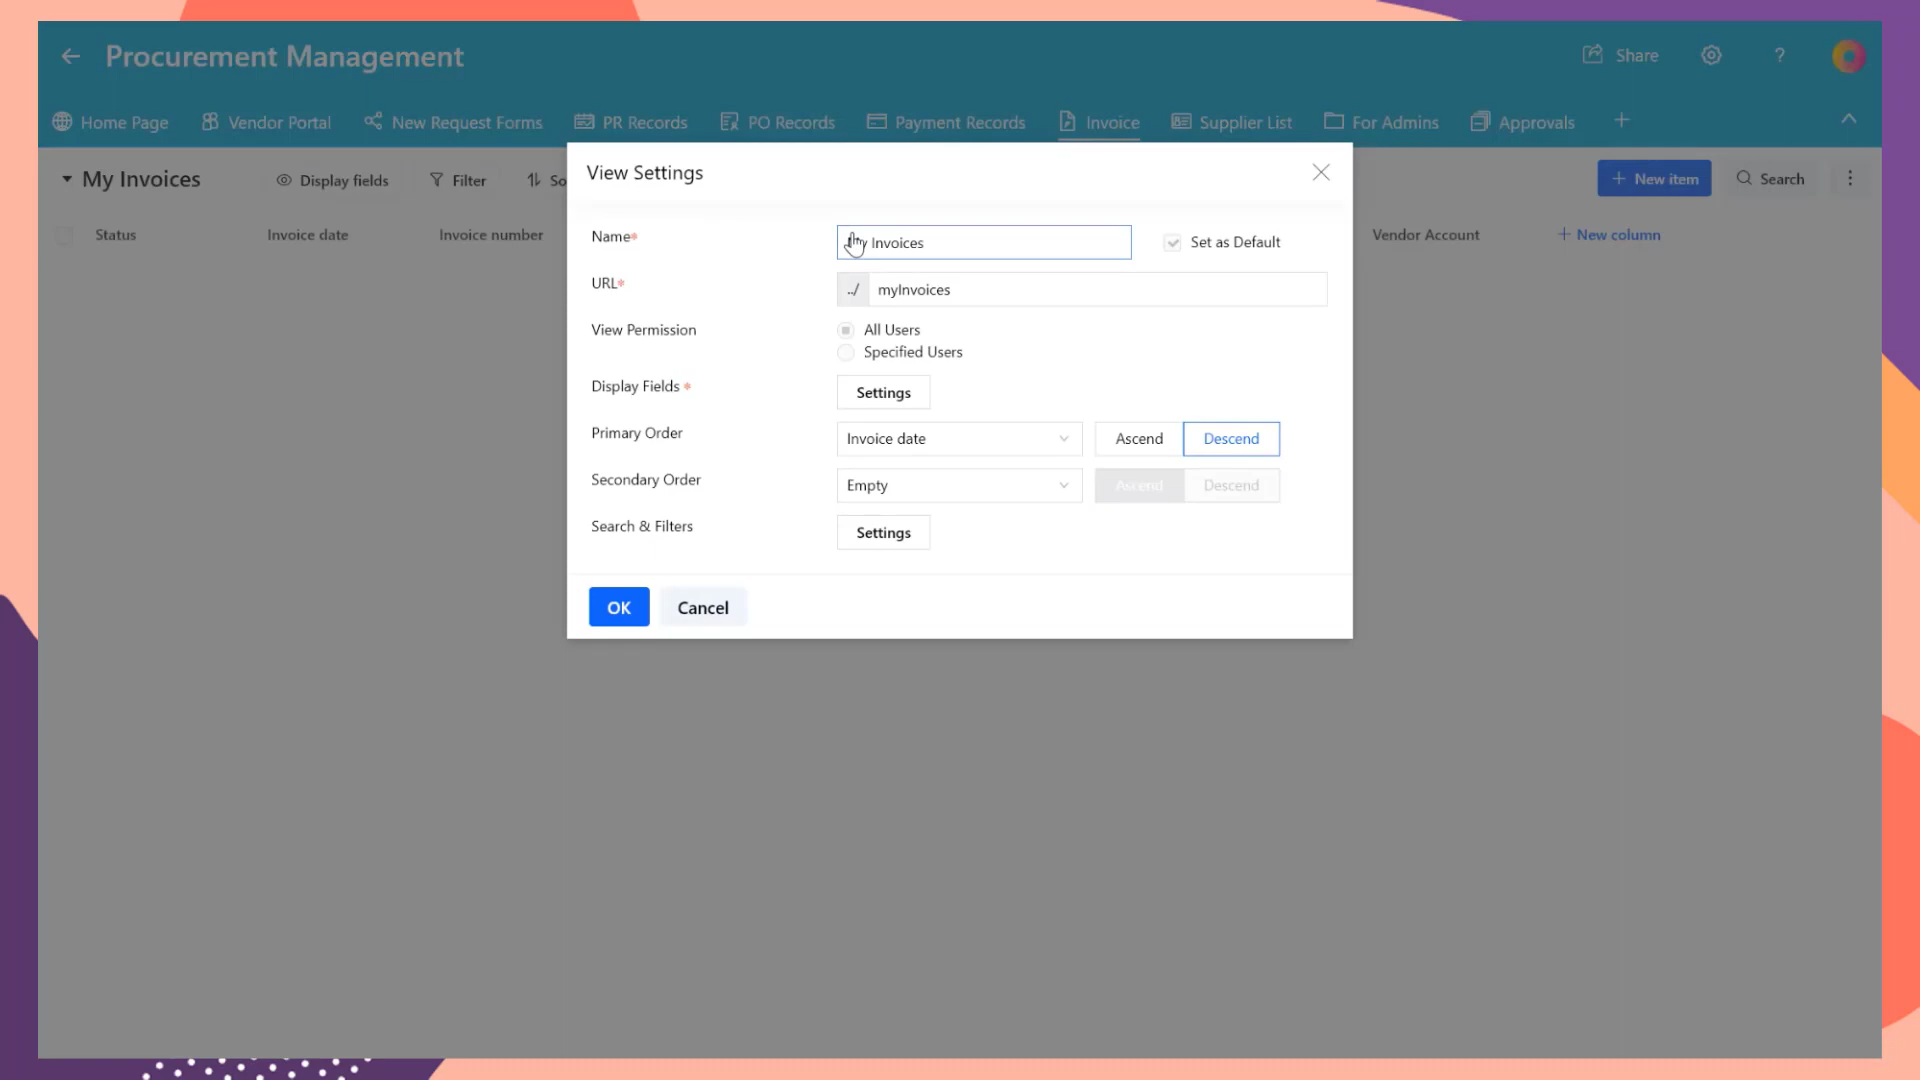 Procurement Management
Share
?
Home Page
Vendor Portal
New Request Forms
PR Records
PO Records
Payment Records
Invoice
Supplier List
For Admins
Approvals
+
My Invoices
Display fields
Filter
View Settings
+ New item
Search
Status
Invoice date
Invoice number
Vendor Account
+ New column
Name*
Invoices
Set as Default
URL*
../
myInvoices
View Permission
All Users
Specified Users
Display Fields *
Settings
Primary Order
Invoice date
Ascend
Descend
Secondary Order
Empty
Ascend
Descend
Search & Filters
Settings
OK
Cancel